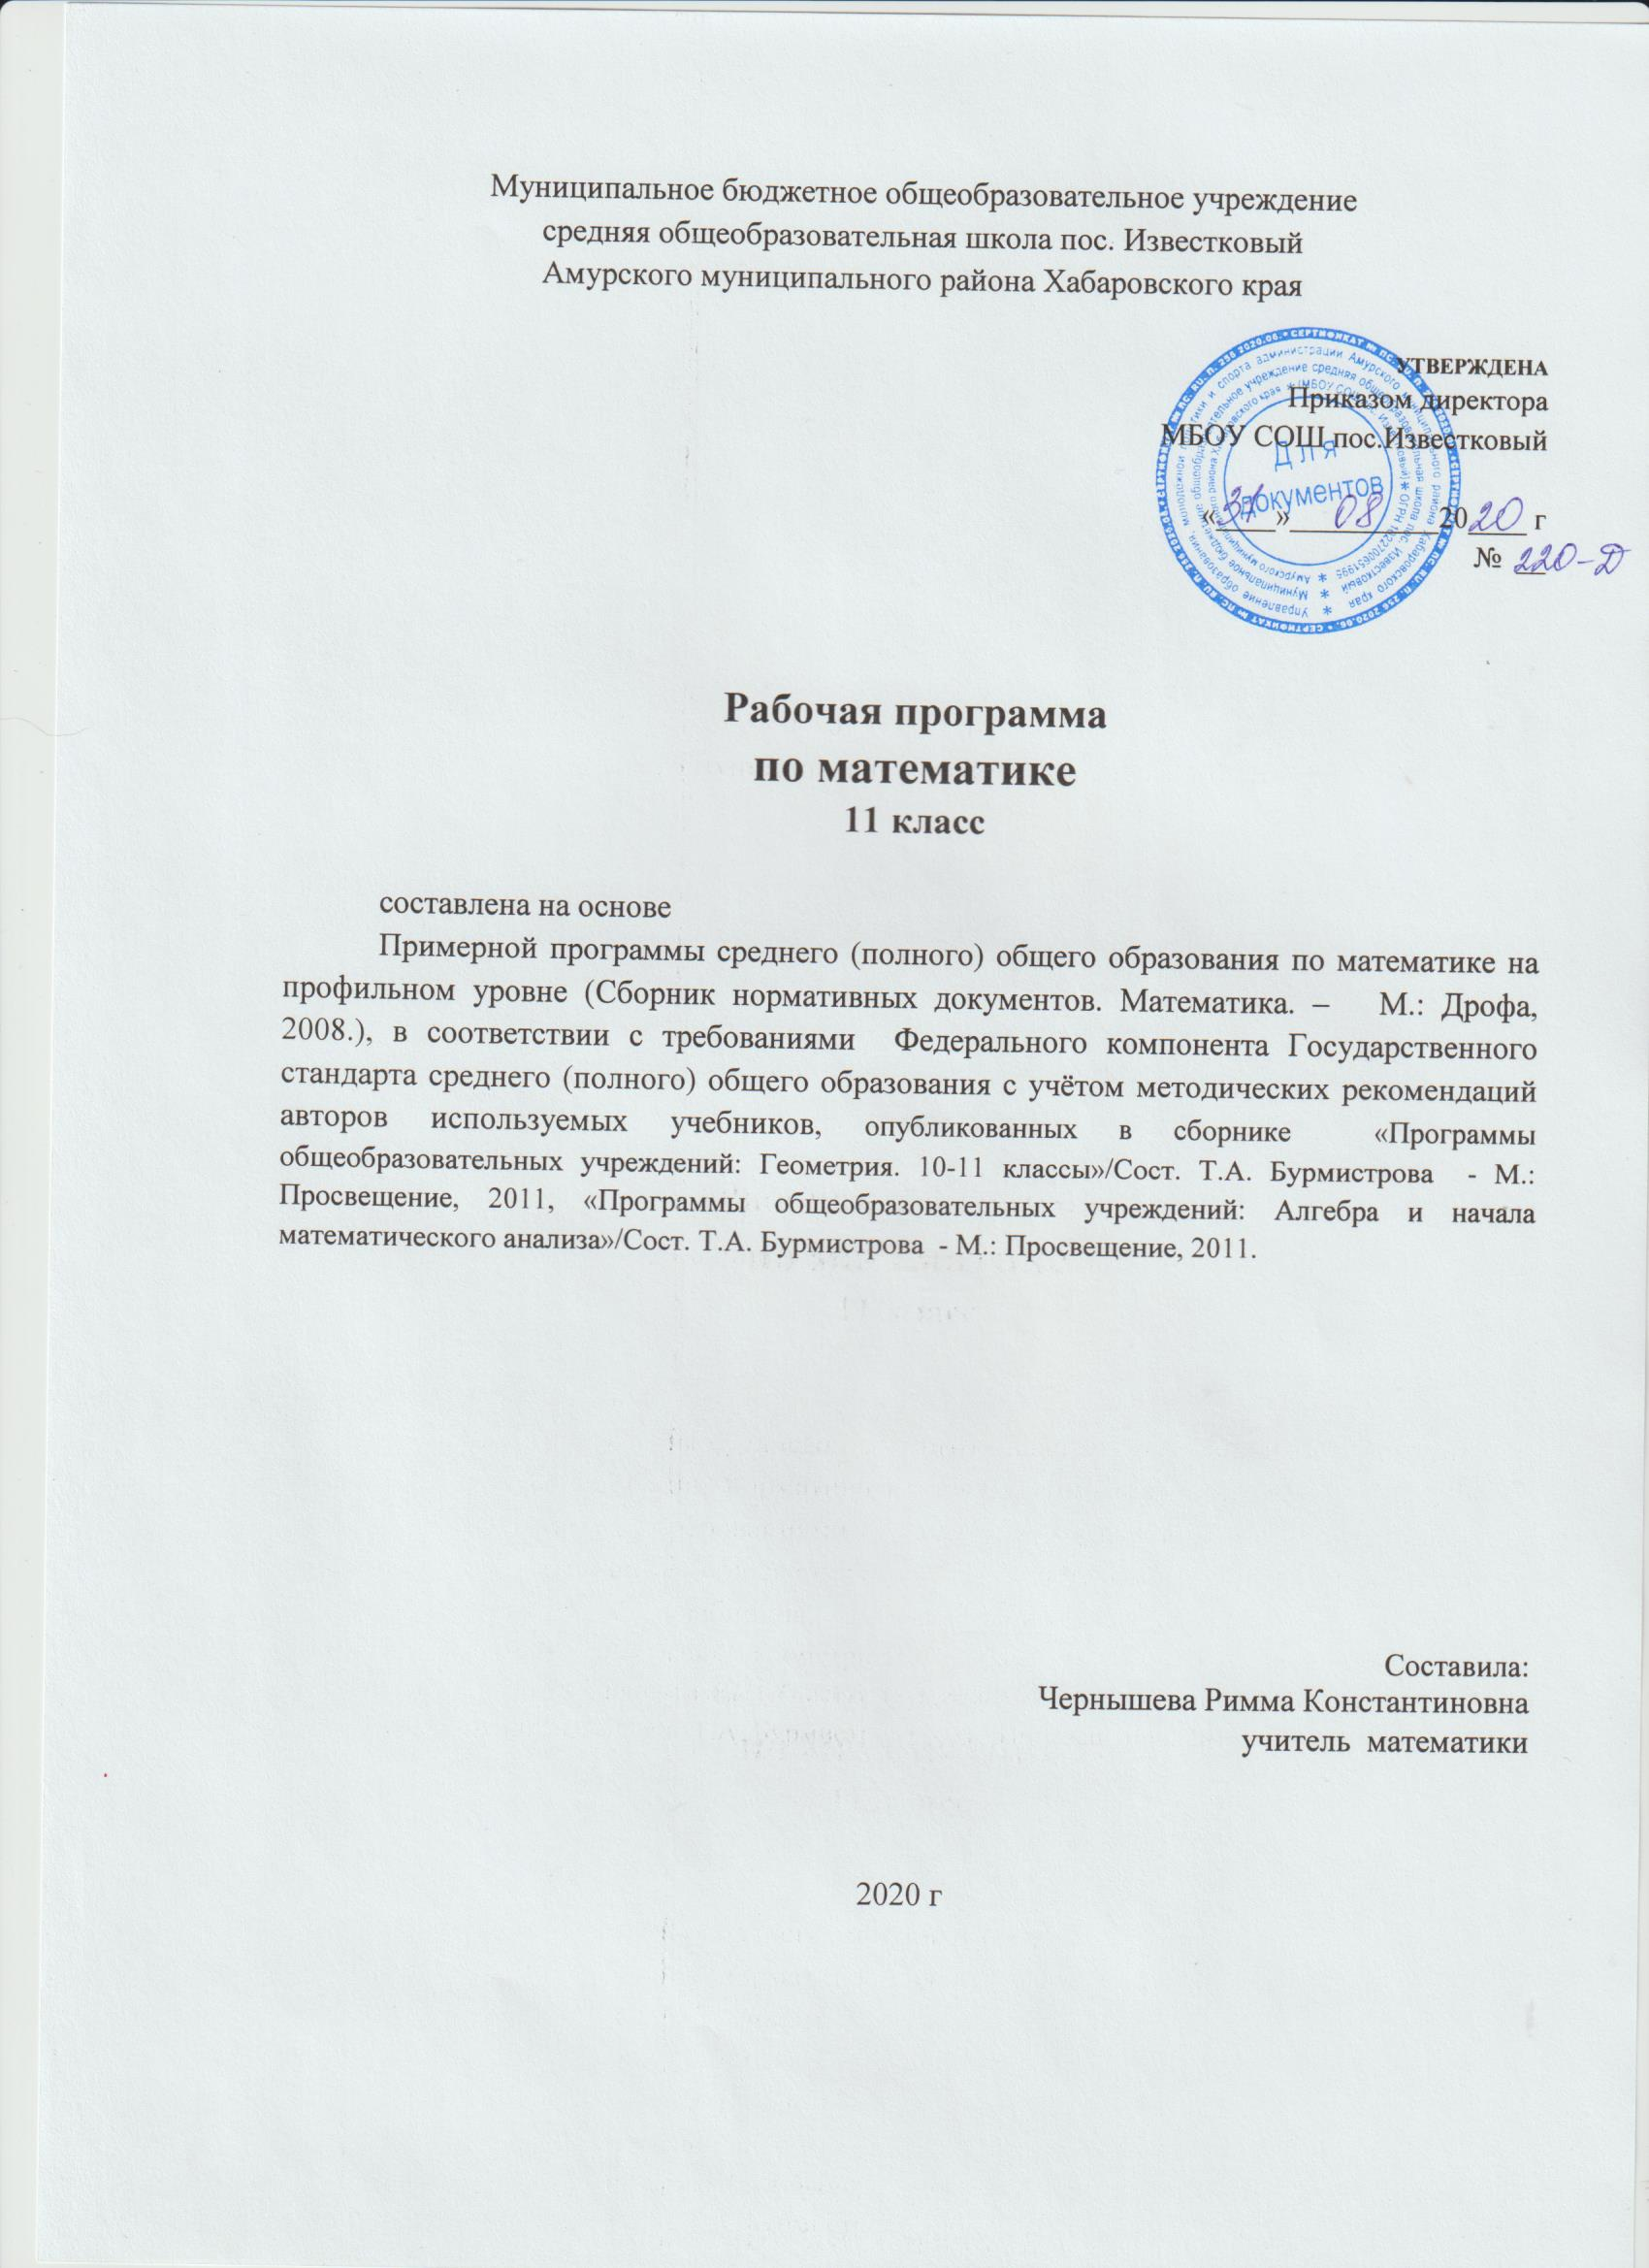 Муниципальное бюджетное общеобразовательное учреждение
средняя общеобразовательная школа пос. Известковый
Амурского муниципального района Хабаровского края
УТВЕРЖДЕНА
Приказом директора
МБОУ СОШ пос.Известковый
Для
документов
«31» 08 2020 г
№ 220-Д
Рабочая программа
по математике
11 класс
составлена на основе
Примерной программы среднего (полного) общего образования по математике на
профильном уровне (Сборник нормативных документов. Математика. – М.: Дрофа,
2008.), в соответствии с требованиями Федерального компонента Государственного
стандарта среднего (полного) общего образования с учётом методических рекомендаций
авторов используемых учебников, опубликованных в сборнике «Программы
общеобразовательных учреждений: Геометрия. 10-11 классы»/Сост. Т.А. Бурмистрова - М.:
Просвещение, 2011, «Программы общеобразовательных учреждений: Алгебра и начала
математического анализа»/Сост. Т.А. Бурмистрова - М.: Просвещение, 2011.
Составила:
Чернышева Римма Константиновна
учитель математики
2020 г